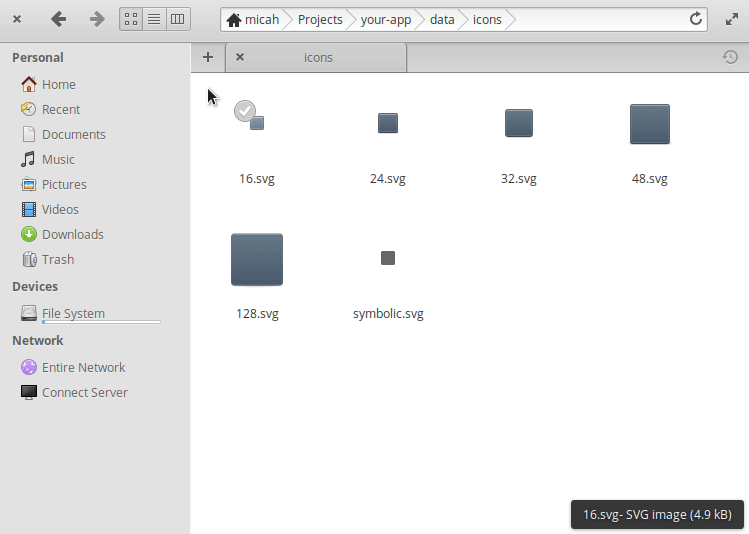 micah Projects your-app data icons
icons
Personal
Home
Recent
Documents
Music
Pictures
Videos
Downloads
Trash
Devices
File System
Network
Entire Network
Connect Server
16.svg 24.svg 32.svg 48.svg
128.svg symbolic.svg
16.svg- SVG image (4.9 kB)